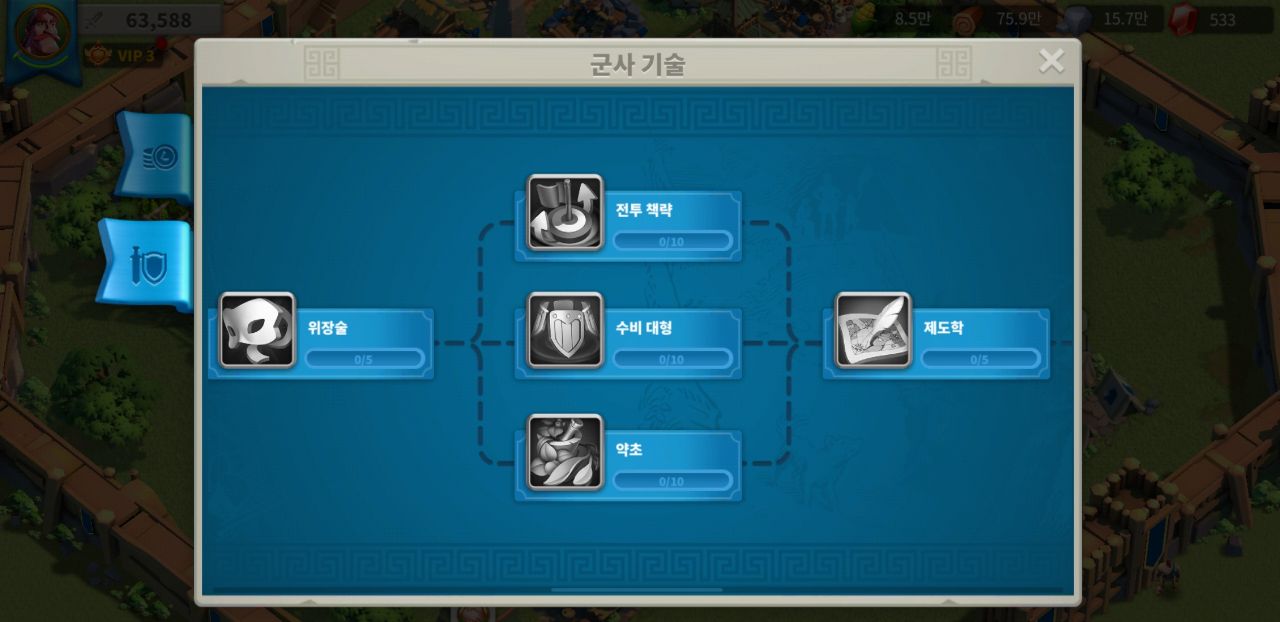 63,588
8.5만
75.9만
15.7만
533
VIP 3
군사 기술
전투 책략
0/10
위장술
0/5
수비 대형
0/10
제도학
0/5
약초
0/10